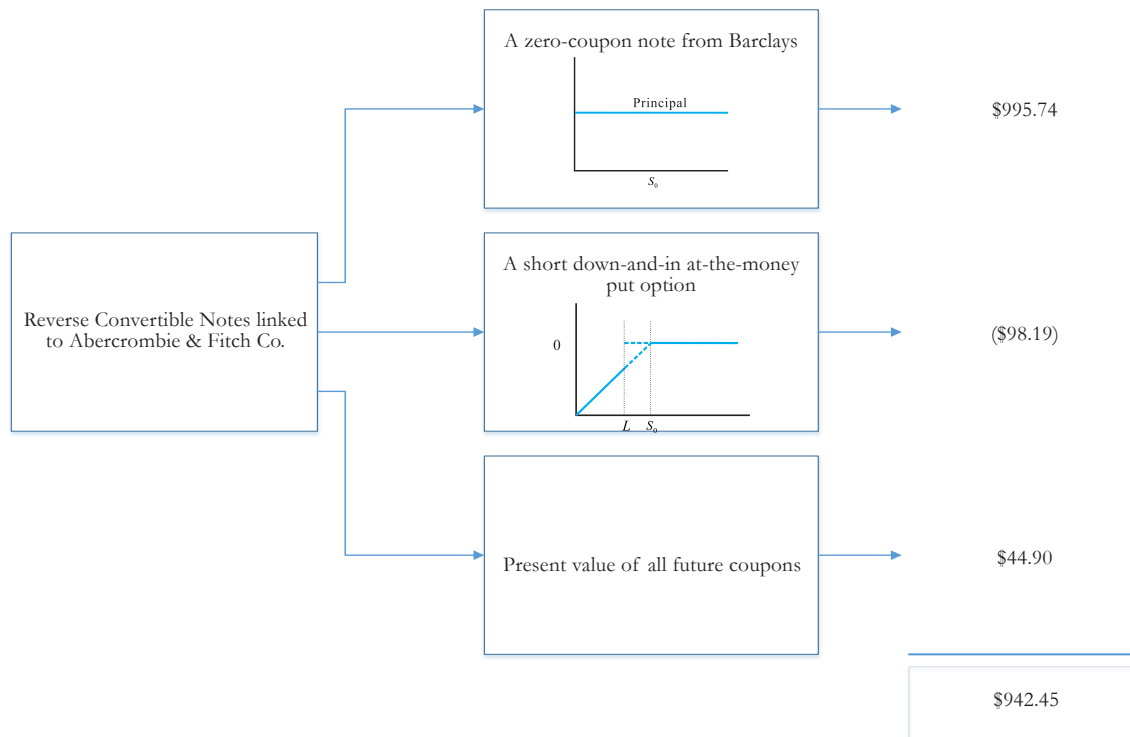 A zero-coupon note from Barclays
Principal
S₀
$995.74
Reverse Convertible Notes linked
to Abercrombie & Fitch Co.
A short down-and-in at-the-money
put option
0
L S₀
($98.19)
Present value of all future coupons
$44.90
$942.45